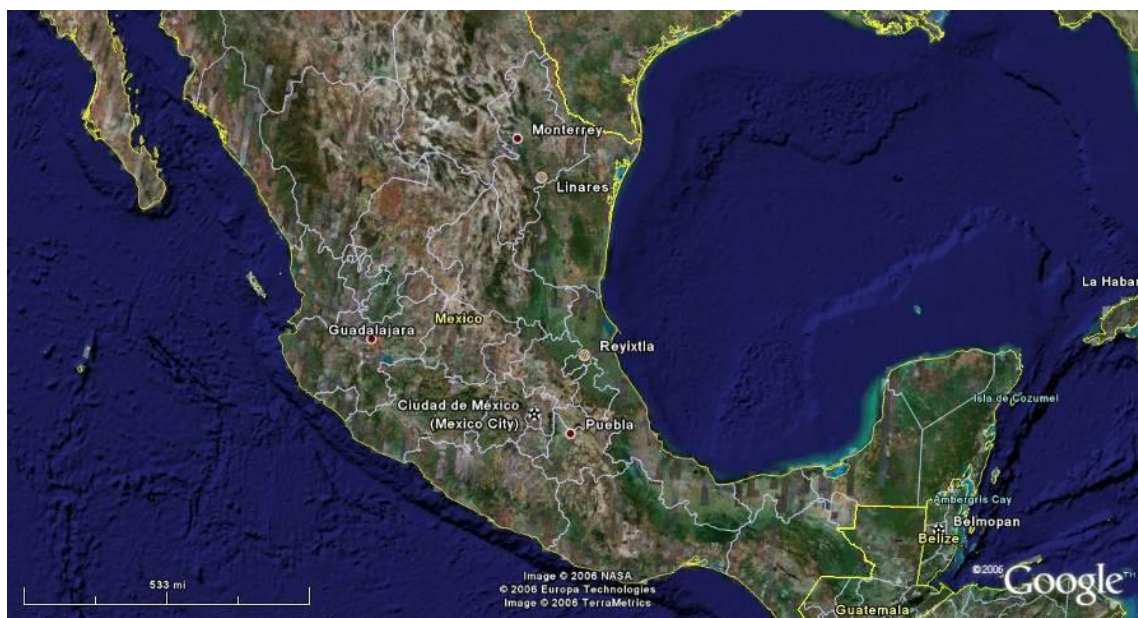 Monterrey
Linares
La Habar
Mexico
Guadalajara
Reyixtla
Isla de Cozumel
Ciudad de México
(Mexico City)
Puebla
Ambergris Cay
Belmopan
Belize
533 mi
Image © 2006 NASA
© 2006 Europa Technologies
Image © 2006 TerraMetrics
©2006 Google™
Guatemala